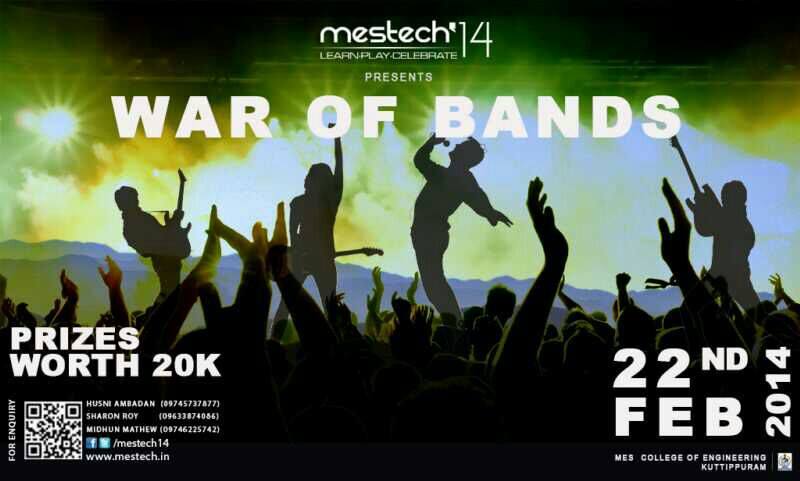 mestech'14
LEARN-PLAY-CELEBRATE
PRESENTS
WAR OF BANDS
PRIZES
WORTH 20K
FOR ENQUIRY
HUSNI AMBADAN (09745737877)
SHARON ROY (09633874086)
MIDHUN MATHEW (09746225742)
/mestech14
www.mestech.in
22ND
FEB
2014
MES COLLEGE OF ENGINEERING
KUTTIPPURAM